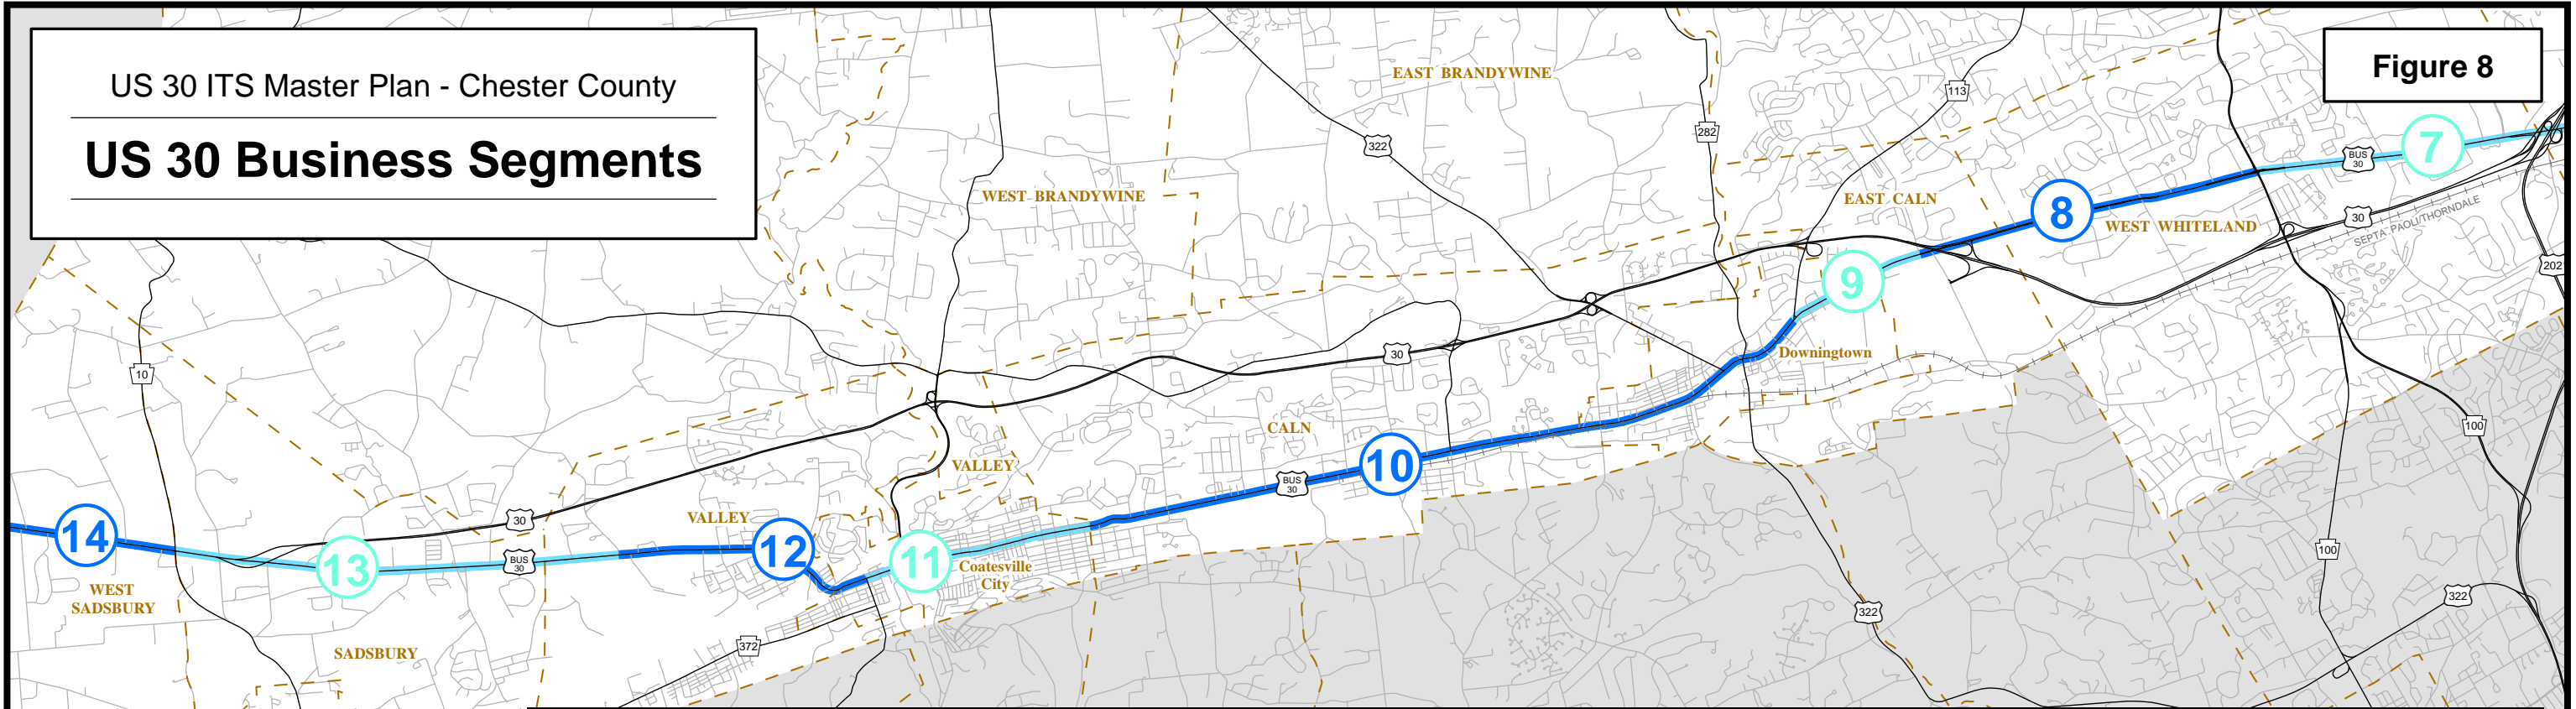 US 30 ITS Master Plan - Chester County
US 30 Business Segments
Figure 8
EAST BRANDYWINE
113
282
322
BUS
30
7
WEST BRANDYWINE
EAST CALN
8
WEST WHITELAND
30
SEPTA PAOLI/THORNDALE
202
9
10
30
Downingtown
CALN
100
VALLEY
10
BUS
30
VALLEY
30
14
12
11
13
BUS
30
Coatesville
City
100
WEST
SADSBURY
322
322
372
SADSBURY